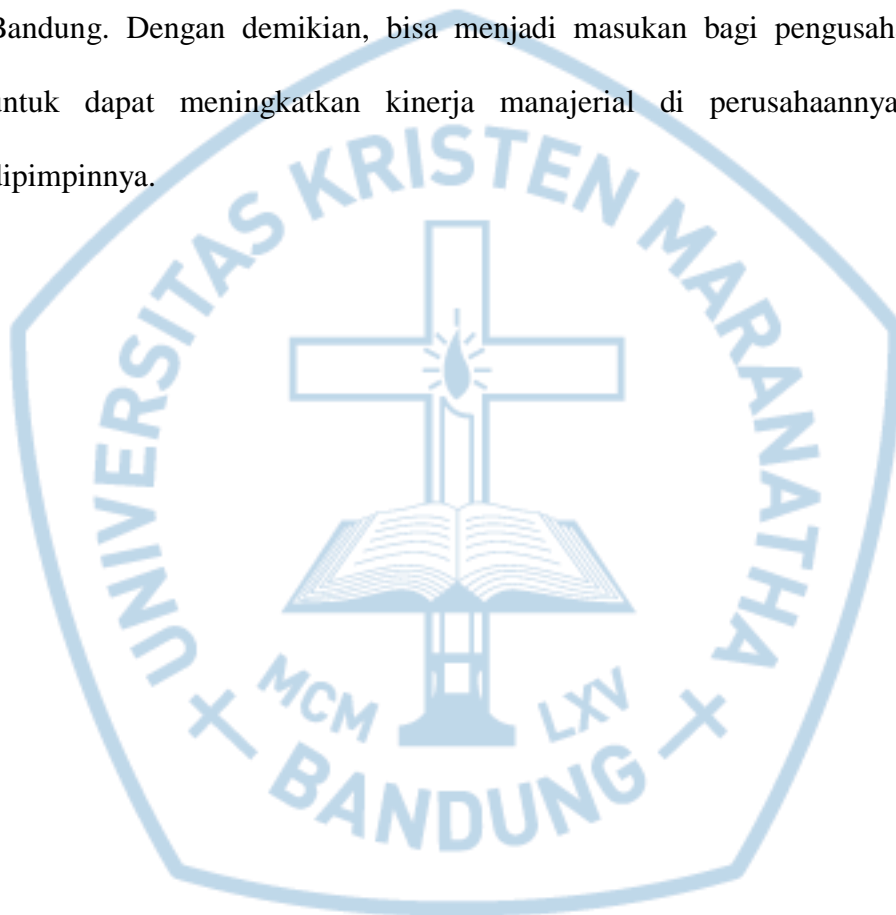 Bandung. Dengan demikian, bisa menjadi masukan bagi
untuk dapat meningkatkan kinerja manajerial di perusahaannya
dipimpinnya.
UNIVERSITAS KRISTEN MARANATHA
MCM LXV
BANDUNG